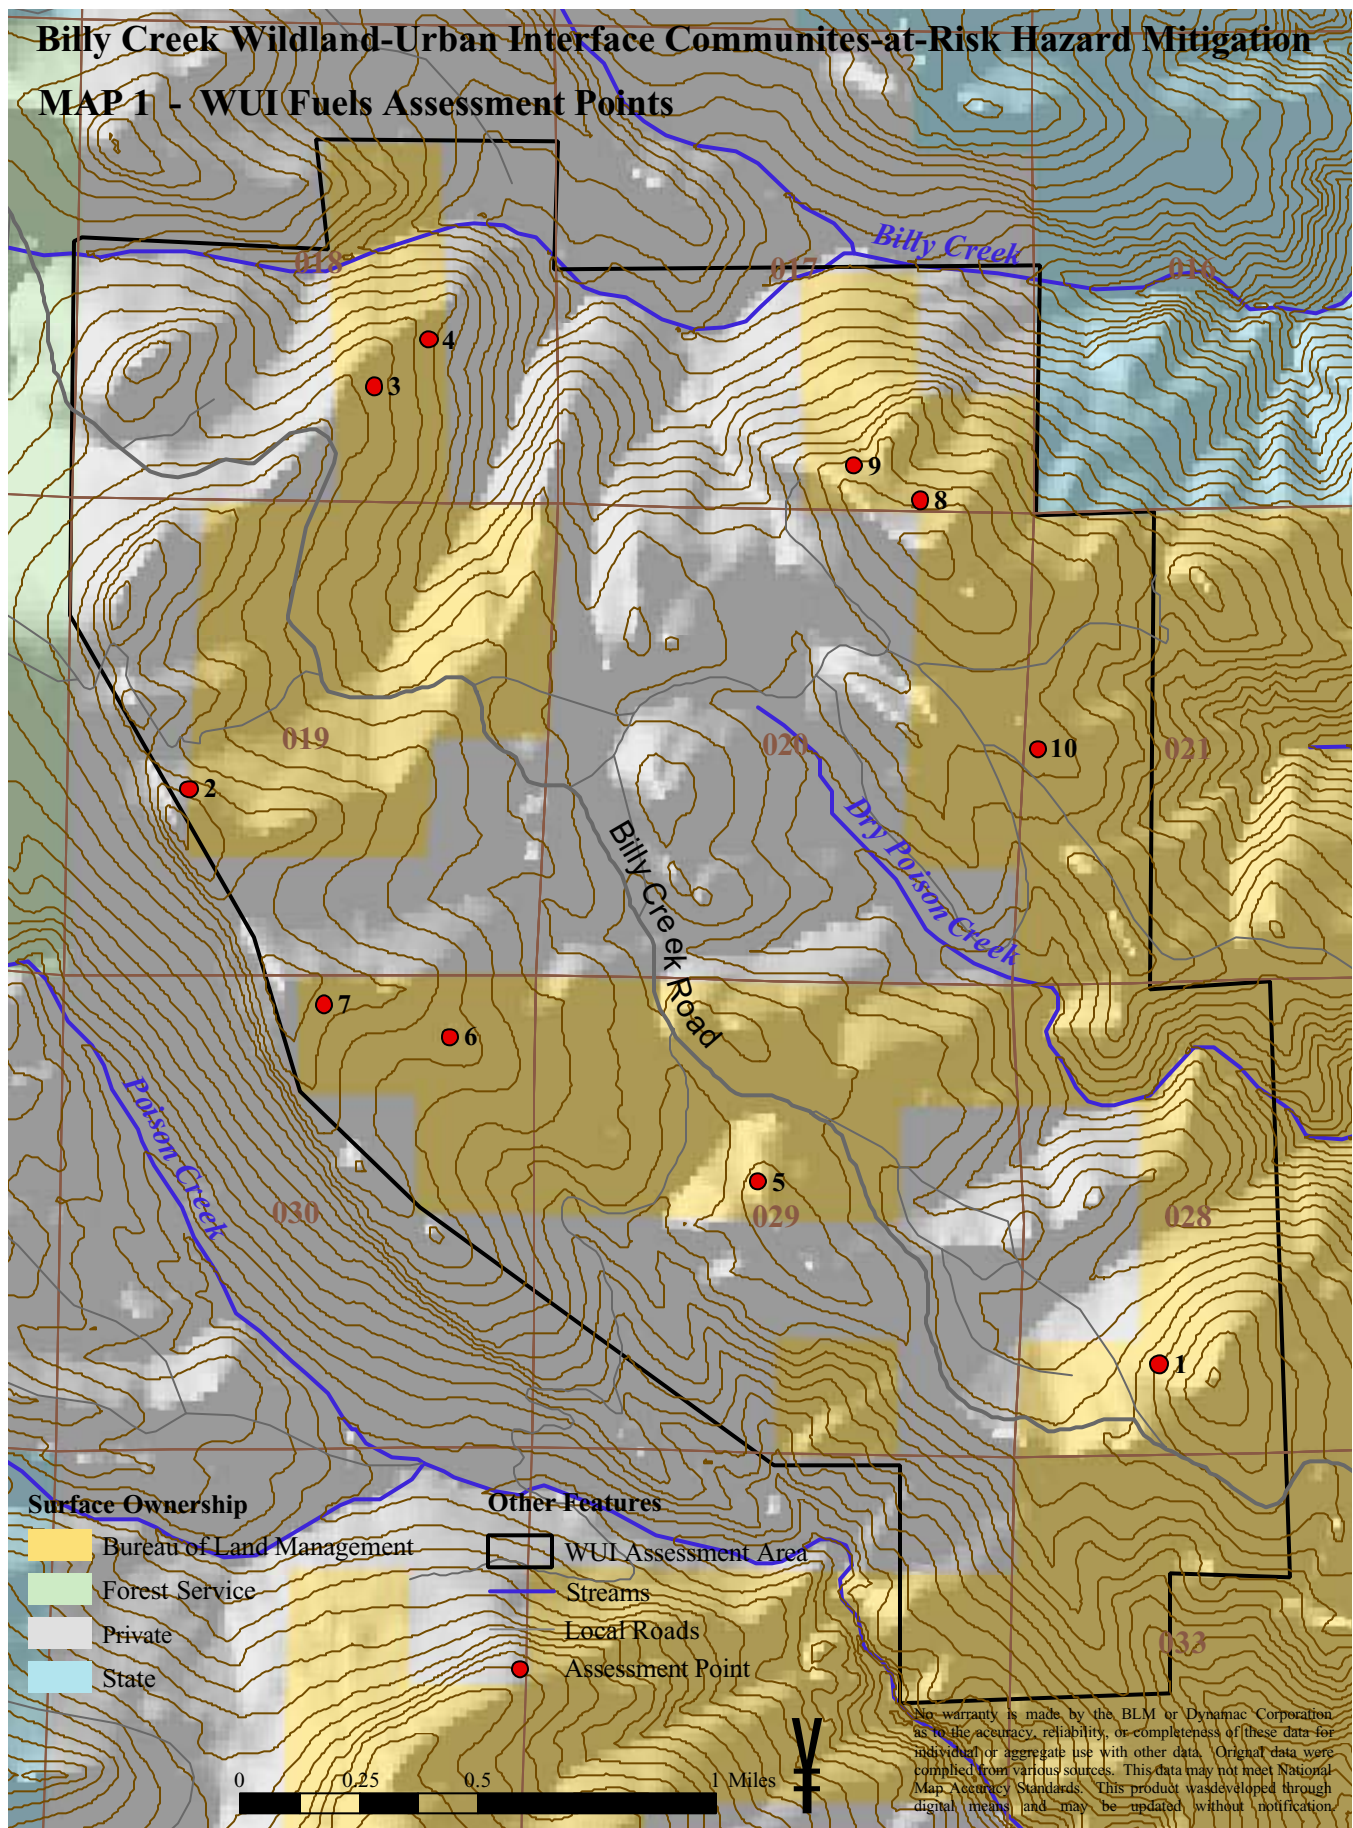 Billy Creek Wildland-Urban Interface Communites-at-Risk Hazard Mitigation
MAP 1 - WUI Fuels Assessment Points
Billy Creek
018
017
016
4
3
9
8
019
020
10
021
2
Dry Poison Creek
Billy Creek Road
7
6
Poison Creek
5
030
029
028
1
Surface Ownership
Bureau of Land Management
Forest Service
Private
State
Other Features
WUI Assessment Area
Streams
Local Roads
Assessment Point
033
0 0.25 0.5 1 Miles
No warranty is made by the BLM or Dynamac Corporation
as to the accuracy, reliability, or completeness of these data for
individual or aggregate use with other data. Orignal data were
complied from various sources. This data may not meet National
Map Accuracy Standards. This product wasdeveloped through
digital means and may be updated without notification.